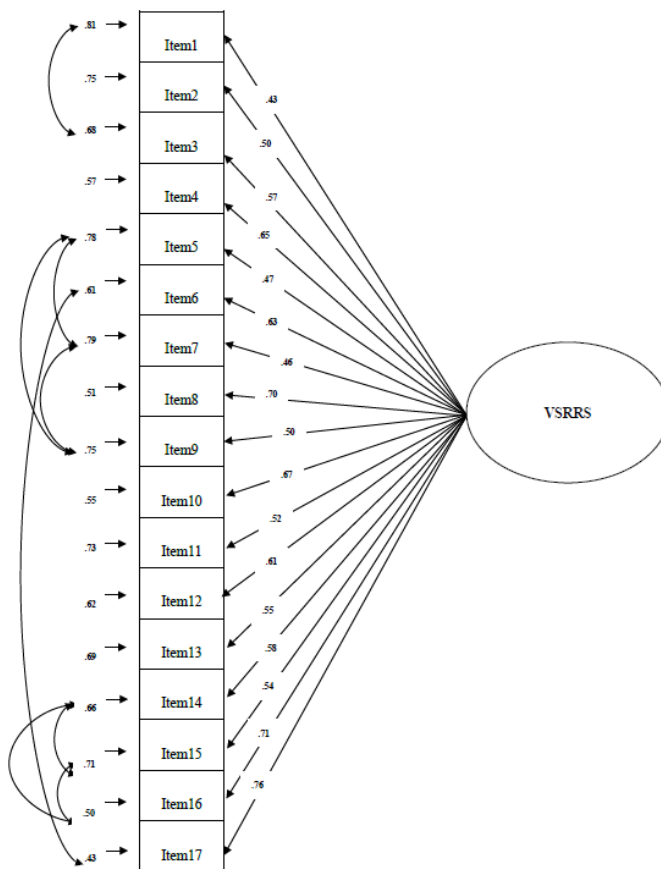 .81 Item1 .43
.75 Item2 .50
.68 Item3 .57
.57 Item4 .65
.78 Item5 .47
.61 Item6 .63
.79 Item7 .46
.51 Item8 .70
.75 Item9 .50
.55 Item10 .67
.73 Item11 .52
.62 Item12 .61
.69 Item13 .55
.66 Item14 .58
.71 Item15 .54
.50 Item16 .71
.43 Item17 .76
VSRRS